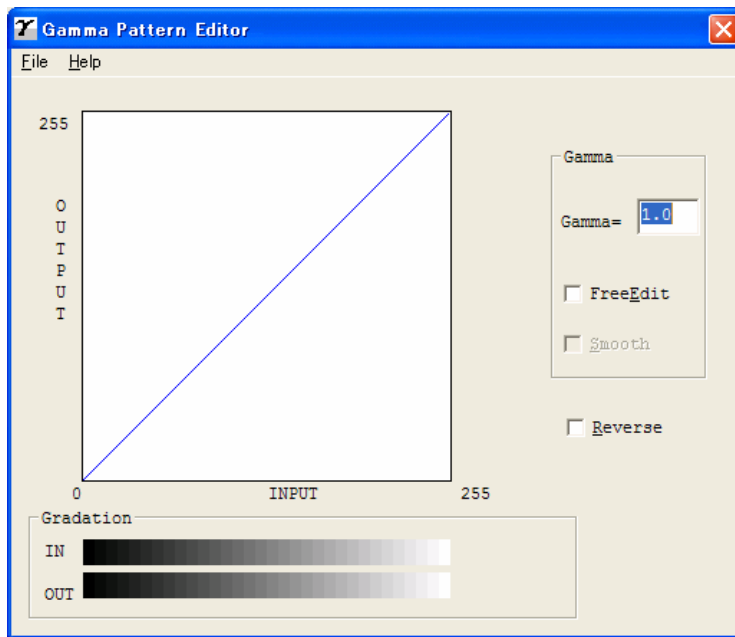 Gamma Pattern Editor
File Help
255
OUTPUT
Gamma
Gamma= 1.0
FreeEdit
Smooth
Reverse
0 INPUT 255
Gradation
IN
OUT